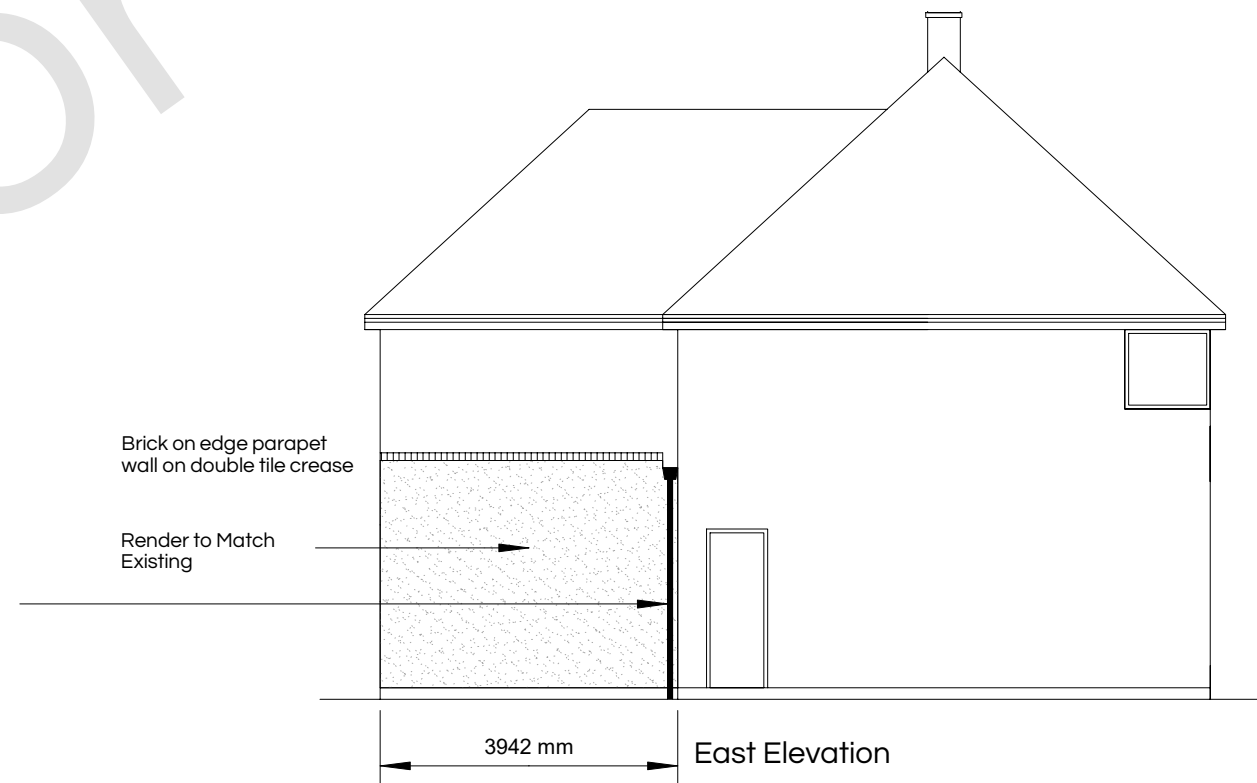 Brick on edge parapet
wall on double tile crease
Render to Match
Existing
3942 mm
East Elevation